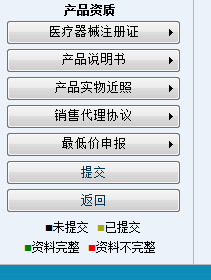 产品资质
医疗器械注册证
产品说明书
产品实物近照
销售代理协议
最低价申报
提交
返回
■未提交 ■已提交
■资料完整 ■资料不完整